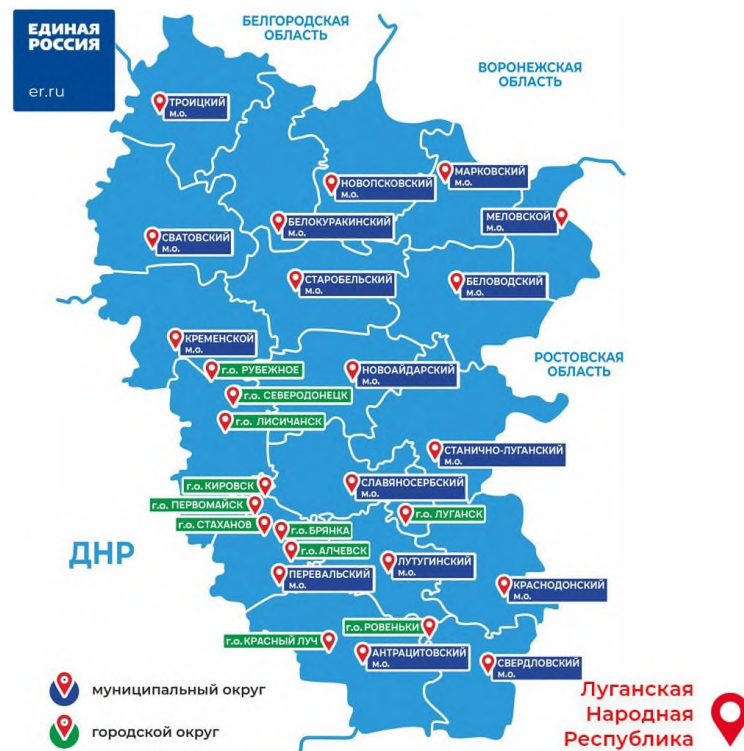 ЕДИНАЯ
РОССИЯ
er.ru
БЕЛГОРОДСКАЯ
ОБЛАСТЬ
ВОРОНЕЖСКАЯ
ОБЛАСТЬ
ТРОИЦКИЙ
м.о.
МАРКОВСКИЙ
м.о.
НОВОПСКОВСКИЙ
м.о.
МЕЛОВСКОЙ
м.о.
БЕЛОКУРАКИНСКИЙ
м.о.
СВАТОВСКИЙ
м.о.
СТАРОБЕЛЬСКИЙ
м.о.
БЕЛОВОДСКИЙ
м.о.
КРЕМЕНСКОЙ
м.о.
РОСТОВСКАЯ
ОБЛАСТЬ
г.о. РУБЕЖНОЕ
НОВОАЙДАРСКИЙ
м.о.
г.о. СЕВЕРОДОНЕЦК
г.о. ЛИСИЧАНСК
СТАНИЧНО-ЛУГАНСКИЙ
м.о.
г.о. КИРОВСК
СЛАВЯНОСЕРБСКИЙ
м.о.
г.о. ПЕРВОМАЙСК
г.о. ЛУГАНСК
г.о. СТАХАНОВ
г.о. БРЯНКА
ДНР
г.о. АЛЧЕВСК
ЛУТУГИНСКИЙ
м.о.
ПЕРЕВАЛЬСКИЙ
м.о.
КРАСНОДОНСКИЙ
м.о.
г.о. РОВЕНЬКИ
г.о. КРАСНЫЙ ЛУЧ
АНТРАЦИТОВСКИЙ
м.о.
СВЕРДЛОВСКИЙ
м.о.
муниципальный округ
городской округ
Луганская
Народная
Республика